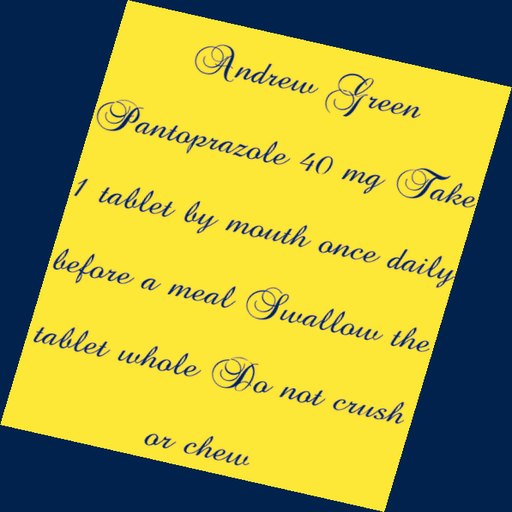 Andrew Green
Pantoprazole 40 mg Take
1 tablet by mouth once daily
before a meal Swallow the
tablet whole Do not crush
or chew